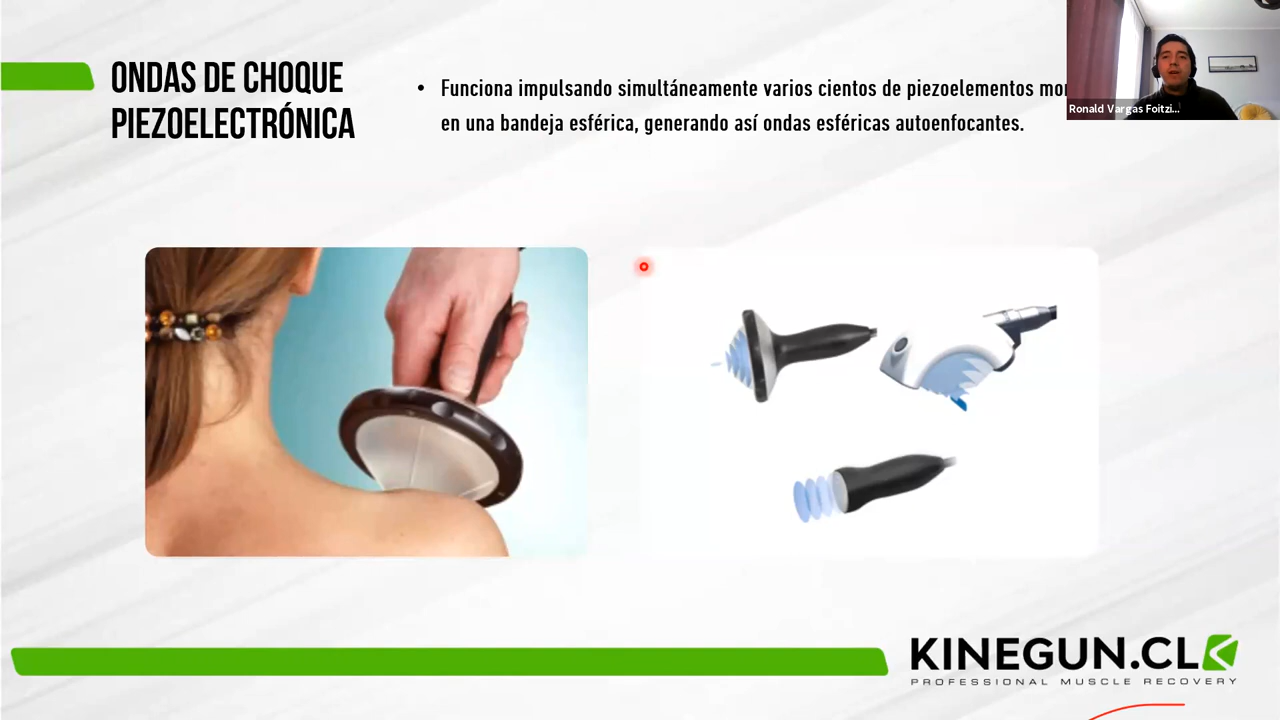 ONDAS DE CHOQUE
PIEZOELECTRÓNICA
• Funciona impulsando simultáneamente varios cientos de piezoelementos
en una bandeja esférica, generando así ondas esféricas autoenfocantes.
Ronald Vargas Foitzi...
KINEGUN.CL
PROFESSIONAL MUSCLE RECOVERY